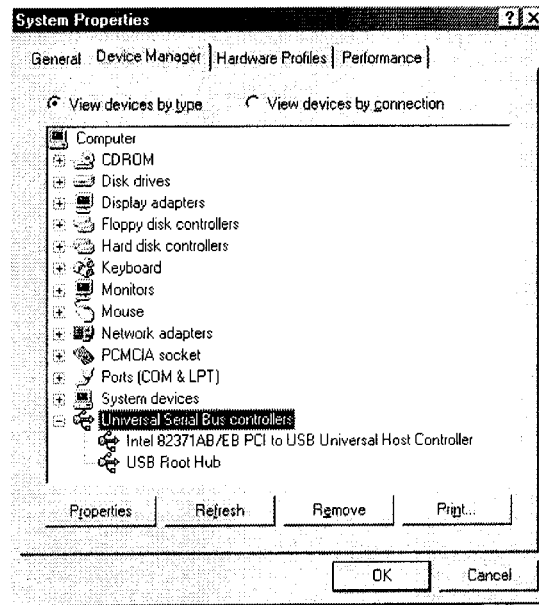 System Properties
General Device Manager Hardware Profiles Performance
View devices by type View devices by connection
Computer
CDROM
Disk drives
Display adapters
Floppy disk controllers
Hard disk controllers
Keyboard
Monitors
Mouse
Network adapters
PCMCIA socket
Ports (COM & LPT)
System devices
Universal Serial Bus controllers
Intel 82371AB/EB PCI to USB Universal Host Controller
USB Root Hub
Properties Refresh Remove Print...
OK Cancel